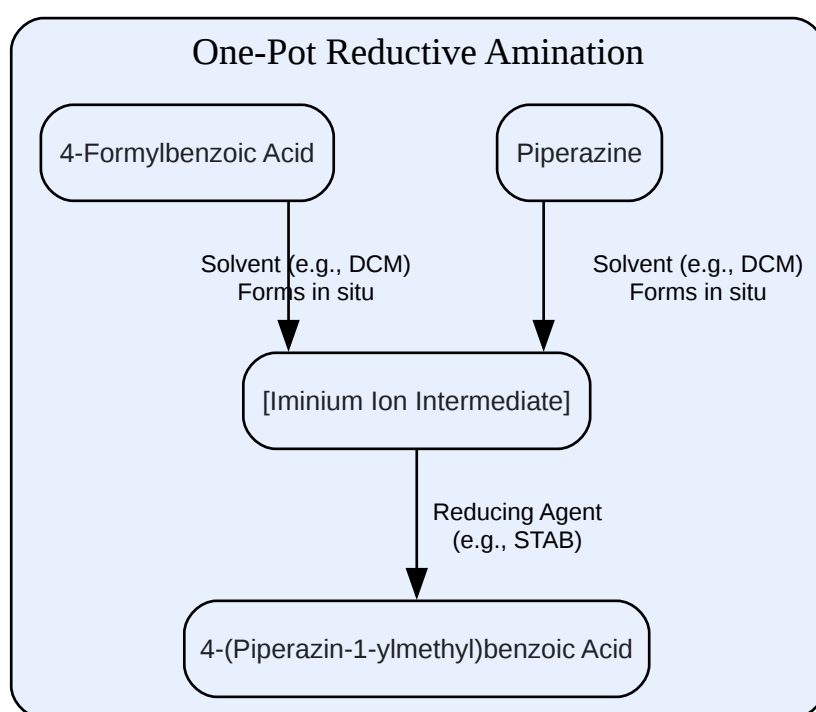 One-Pot Reductive Amination
4-Formylbenzoic Acid
Piperazine
Solvent (e.g., DCM)
Forms in situ
Solvent (e.g., DCM)
Forms in situ
[Iminium Ion Intermediate]
Reducing Agent
(e.g., STAB)
4-(Piperazin-1-ylmethyl)benzoic Acid